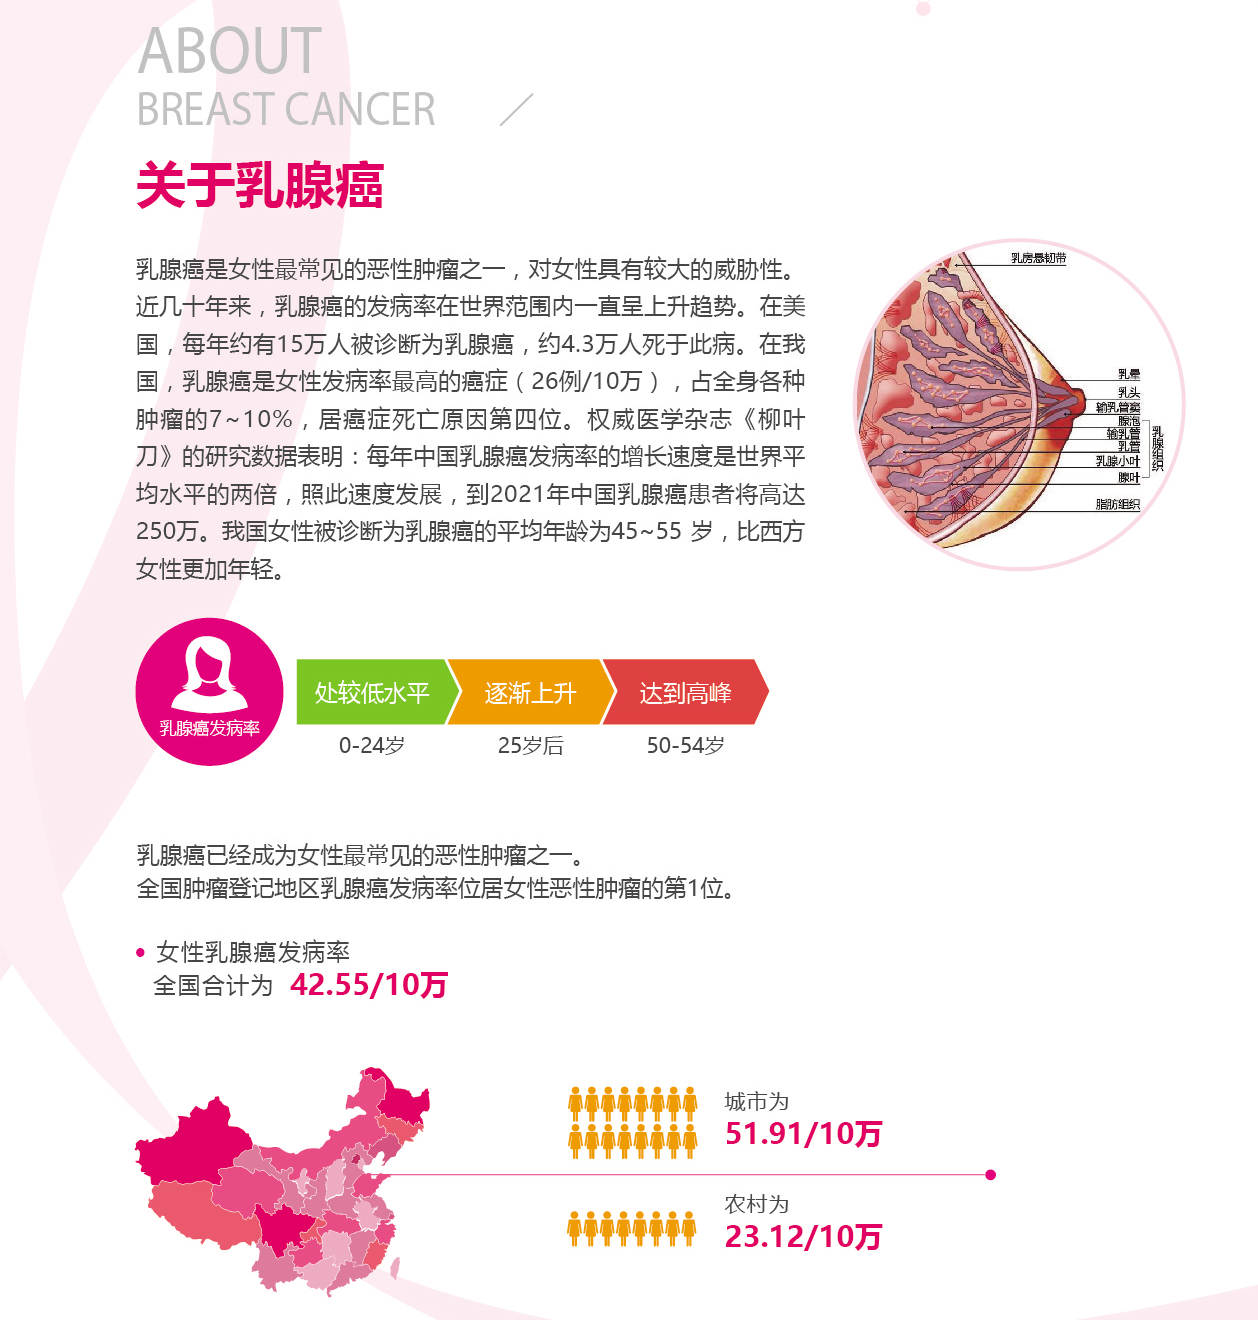 ABOUT
BREAST CANCER
关于乳腺癌
乳腺癌是女性最常见的恶性肿瘤之一，对女性具有较大的威胁性。
近几十年来，乳腺癌的发病率在世界范围内一直呈上升趋势。在美
国，每年约有15万人被诊断为乳腺癌，约4.3万人死于此病。在我
国，乳腺癌是女性发病率最高的癌症（26例/10万），占全身各种
肿瘤的7~10%，居癌症死亡原因第四位。权威医学杂志《柳叶
刀》的研究数据表明：每年中国乳腺癌发病率的增长速度是世界平
均水平的两倍，照此速度发展，到2021年中国乳腺癌患者将高达
250万。我国女性被诊断为乳腺癌的平均年龄为45~55 岁，比西方
女性更加年轻。
乳房悬韧带
乳晕
乳头
输乳管窦
腺泡
输乳管
乳管
乳腺小叶
腺叶
乳腺组织
脂肪组织
乳腺癌发病率
处较低水平
逐渐上升
达到高峰
0-24岁
25岁后
50-54岁
乳腺癌已经成为女性最常见的恶性肿瘤之一。
全国肿瘤登记地区乳腺癌发病率位居女性恶性肿瘤的第1位。
• 女性乳腺癌发病率
全国合计为 42.55/10万
城市为
51.91/10万
农村为
23.12/10万